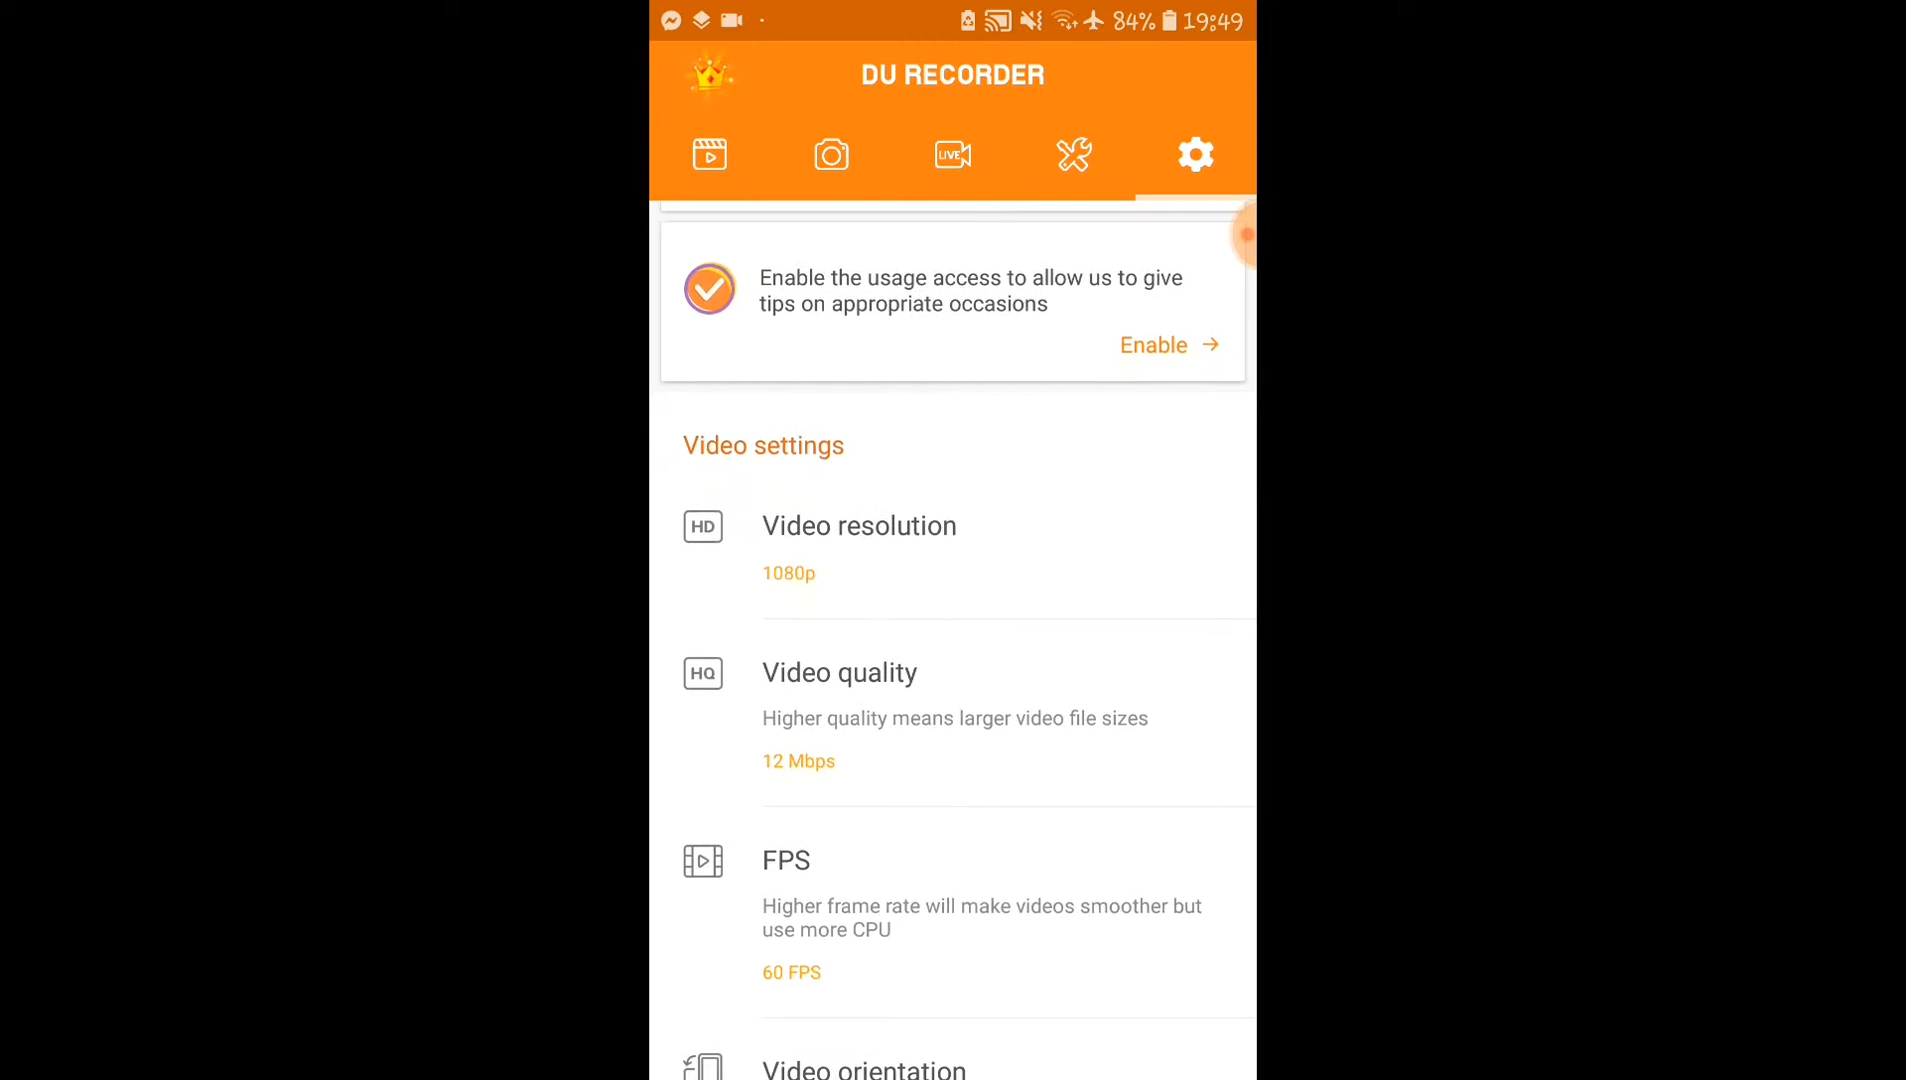 84% 19:49
DU RECORDER
LIVE
Enable the usage access to allow us to give
tips on appropriate occasions
Enable
Video settings
HD Video resolution
1080p
HQ Video quality
Higher quality means larger video file sizes
12 Mbps
FPS
Higher frame rate will make videos smoother but
use more CPU
60 FPS
Video orientation